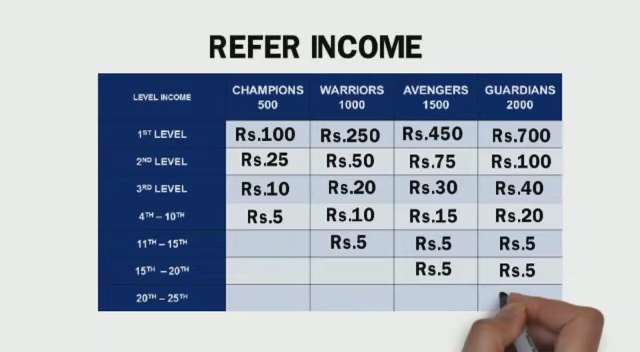 REFER INCOME
LEVEL INCOME CHAMPIONS 500 WARRIORS 1000 AVENGERS 1500 GUARDIANS 2000
1ST LEVEL Rs.100 Rs.250 Rs.450 Rs.700
2ND LEVEL Rs.25 Rs.50 Rs.75 Rs.100
3RD LEVEL Rs.10 Rs.20 Rs.30 Rs.40
4TH – 10TH Rs.5 Rs.10 Rs.15 Rs.20
11TH – 15TH Rs.5 Rs.5 Rs.5
15TH – 20TH Rs.5 Rs.5
20TH – 25TH